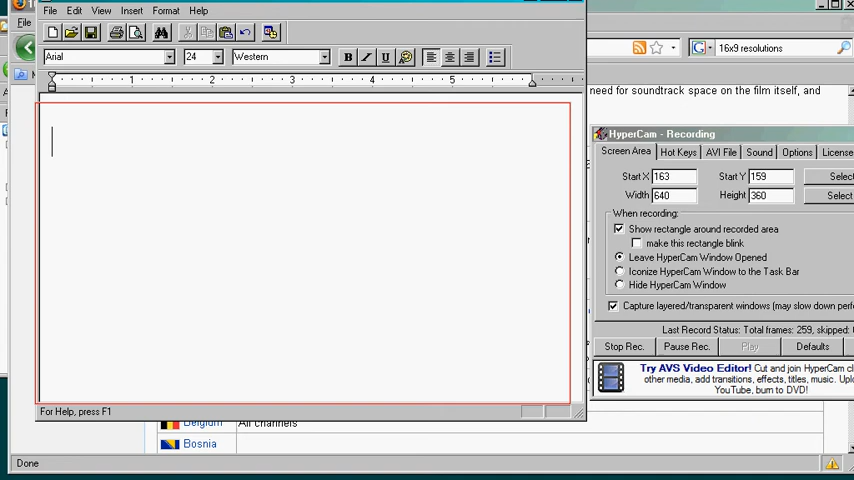 File Edit View Insert Format Help
File
Arial 24 Western B I U
1 2 3 4 5
For Help, press F1
16x9 resolutions
need for soundtrack space on the film itself, and
HyperCam - Recording
Screen Area Hot Keys AVI File Sound Options License
Start X 163 Start Y 159 Select
Width 640 Height 360 Select
When recording:
Show rectangle around recorded area
make this rectangle blink
Leave HyperCam Window Opened
Iconize HyperCam Window to the Task Bar
Hide HyperCam Window
Capture layered/transparent windows (may slow down perfo
Last Record Status: Total frames: 259, skipped:
Stop Rec. Pause Rec. Play Defaults
Try AVS Video Editor! Cut and join HyperCam cl
other media, add transitions, effects, titles, music. Uplo
YouTube, burn to DVD!
Belgium All channels
Bosnia
Done